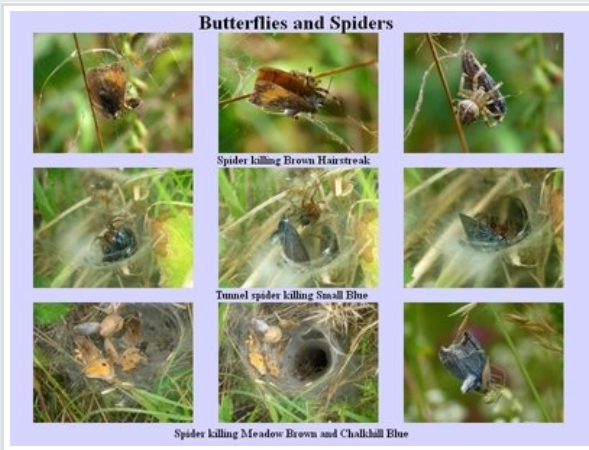 Butterflies and Spiders
Spider killing Brown Hairstreak
Tunnel spider killing Small Blue
Spider killing Meadow Brown and Chalkhill Blue